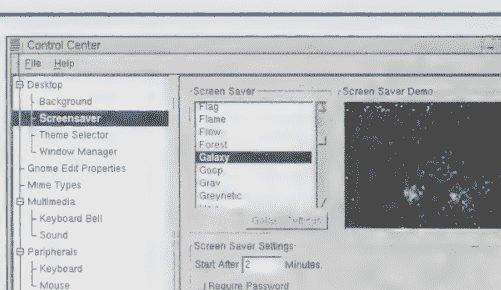 Control Center
File Help
Desktop
Background
Screensaver
Theme Selector
Window Manager
Gnome Edit Properties
Mime Types
Multimedia
Keyboard Bell
Sound
Peripherals
Keyboard
Mouse
Screen Saver
Flag
Flame
Flow
Forest
Galaxy
Goop
Grav
Greynetic
Galaxy Settings
Screen Saver Demo
Screen Saver Settings
Start After 2 Minutes.
Require Password